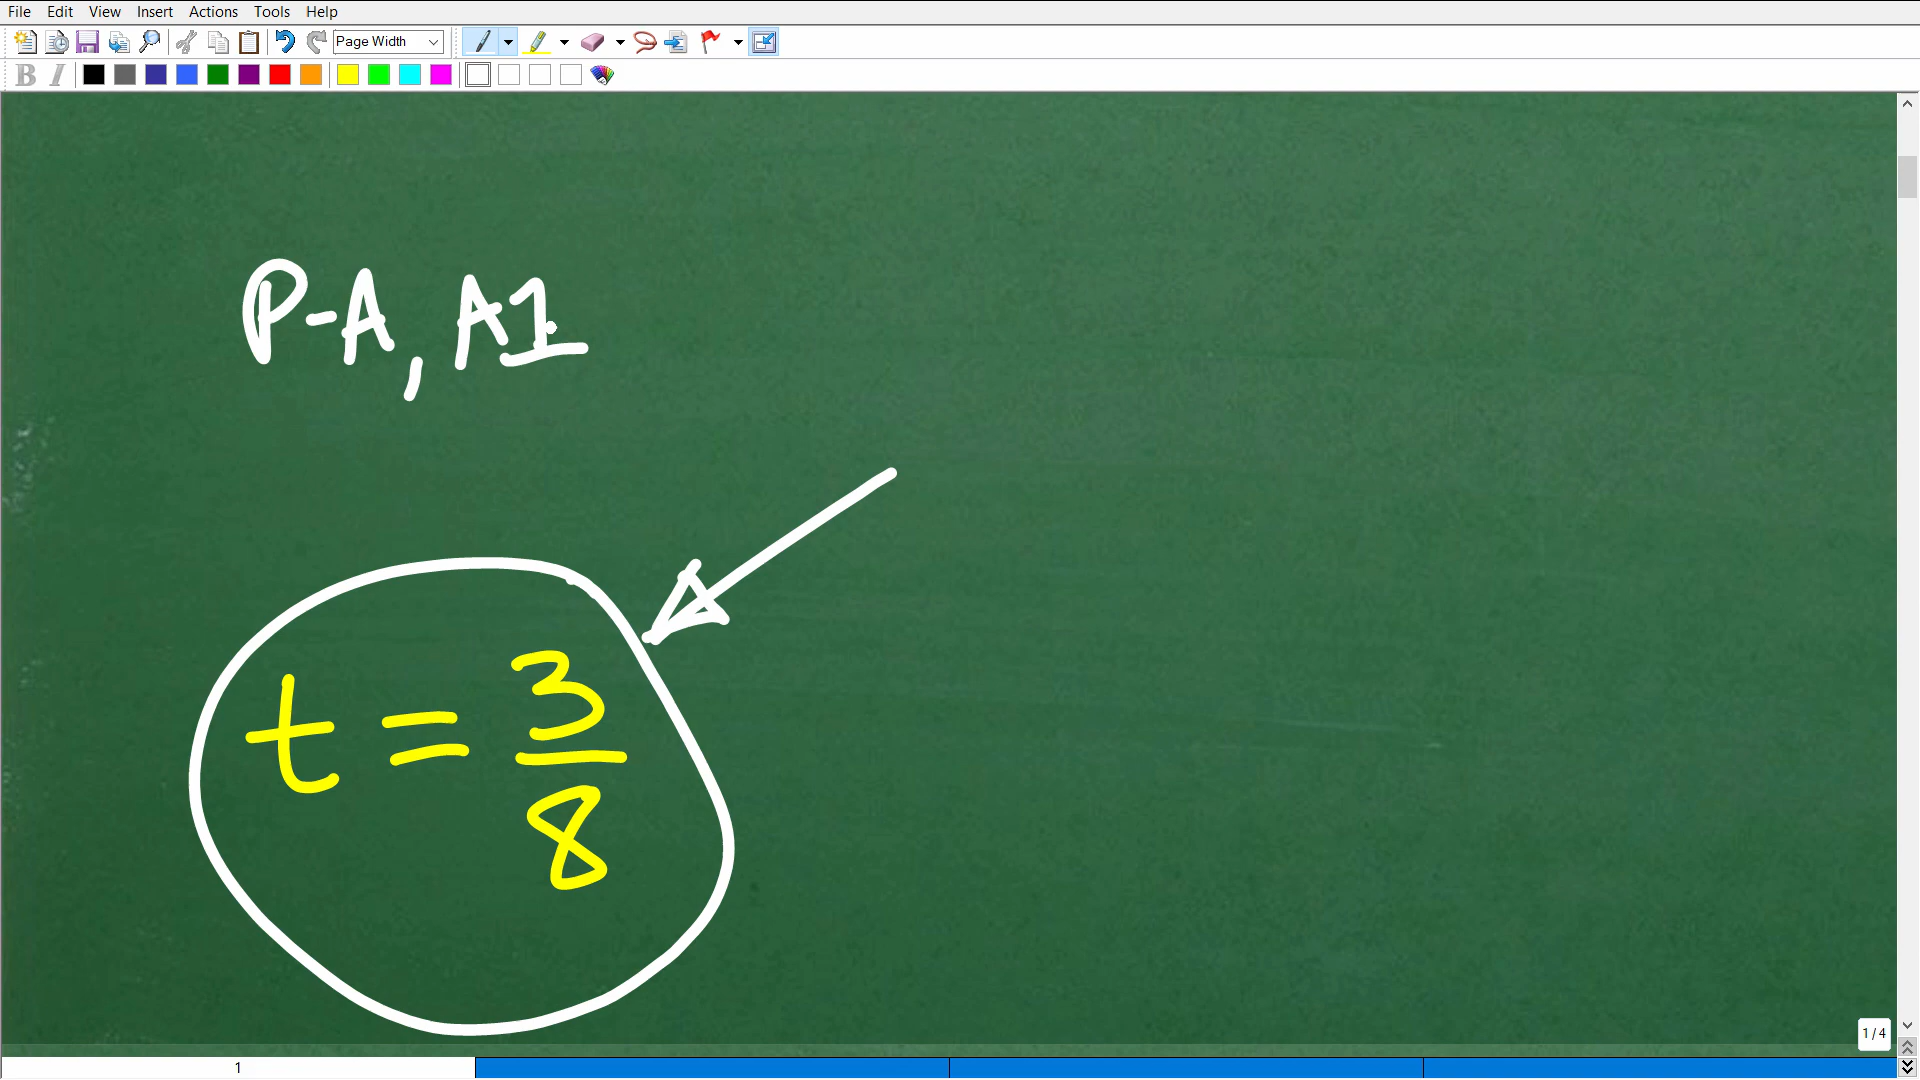 File Edit View Insert Actions Tools Help
Page Width
B I
P-A, A1
t = 3/8
1 / 4
1